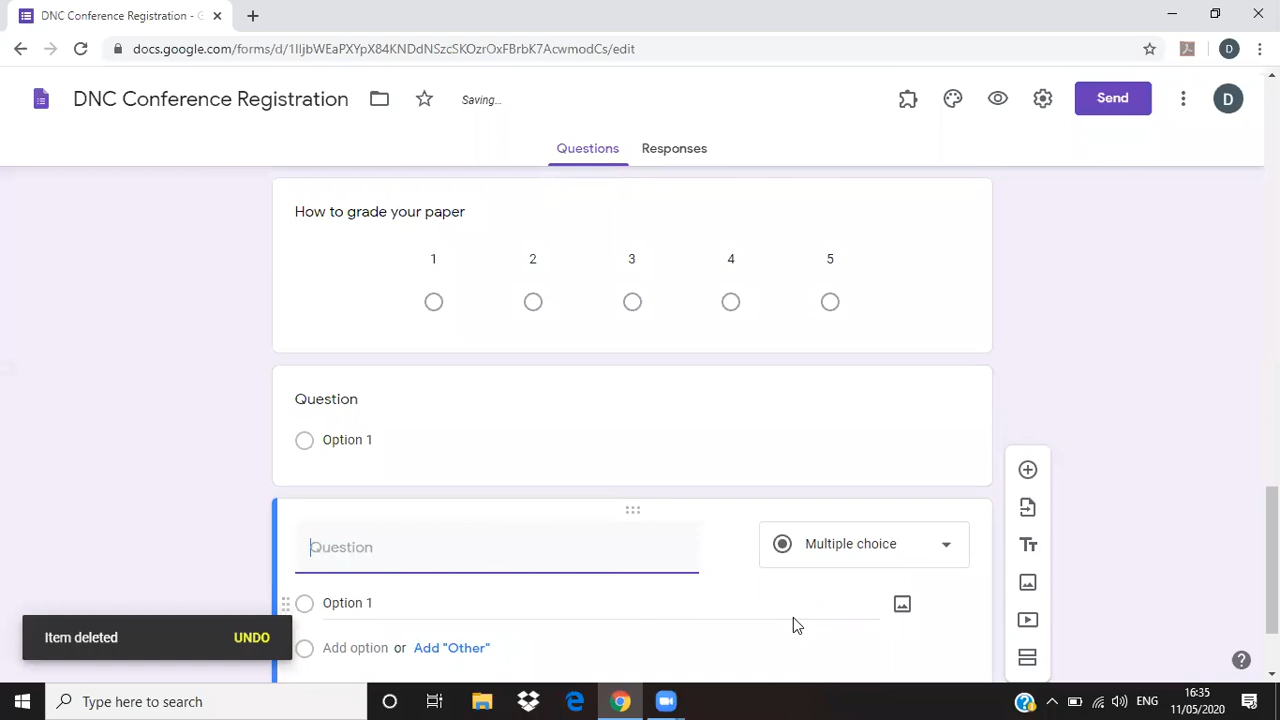 DNC Conference Registration - G
docs.google.com/forms/d/1IIjbWEaPXYpX84KNDdNSzcSKOzrOxFBrbK7AcwmodCs/edit
D
DNC Conference Registration
Saving...
Send
D
Questions
Responses
How to grade your paper
1 2 3 4 5
Question
Option 1
Question
Multiple choice
Option 1
Add option or Add "Other"
Item deleted
UNDO
Tт
Type here to search
ENG
16:35
11/05/2020